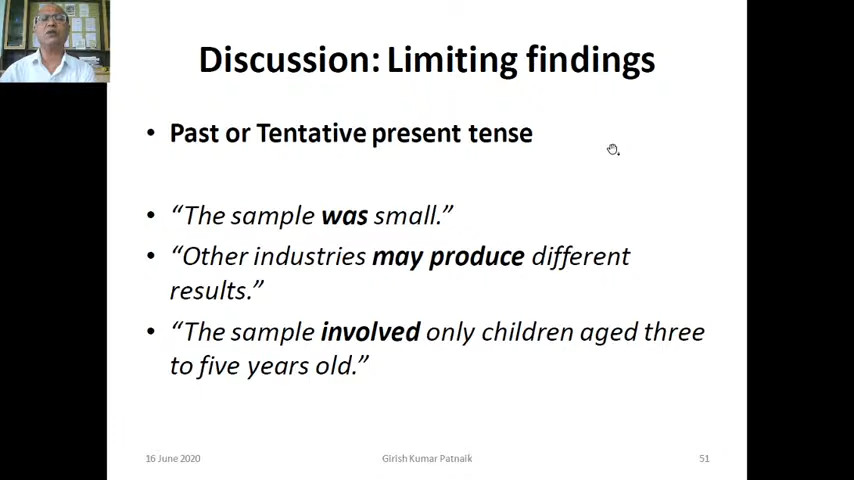 Discussion: Limiting findings
• Past or Tentative present tense
• “The sample was small.”
• “Other industries may produce different
results.”
• “The sample involved only children aged three
to five years old.”
16 June 2020
Girish Kumar Patnaik
51